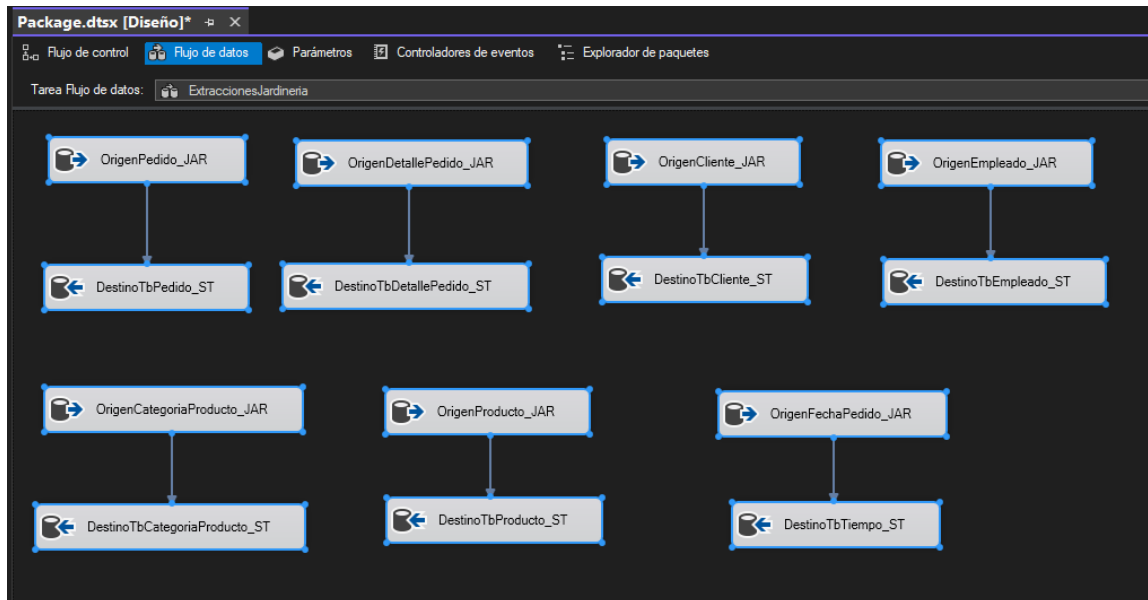 Package.dtsx [Diseño]*
Flujo de control Flujo de datos Parámetros Controladores de eventos Explorador de paquetes
Tarea Flujo de datos: ExtraccionesJardineria
OrigenPedido_JAR OrigenDetallePedido_JAR OrigenCliente_JAR OrigenEmpleado_JAR
DestinoTbPedido_ST DestinoTbDetallePedido_ST DestinoTbCliente_ST DestinoTbEmpleado_ST
OrigenCategoriaProducto_JAR OrigenProducto_JAR OrigenFechaPedido_JAR
DestinoTbCategoriaProducto_ST DestinoTbProducto_ST DestinoTbTiempo_ST